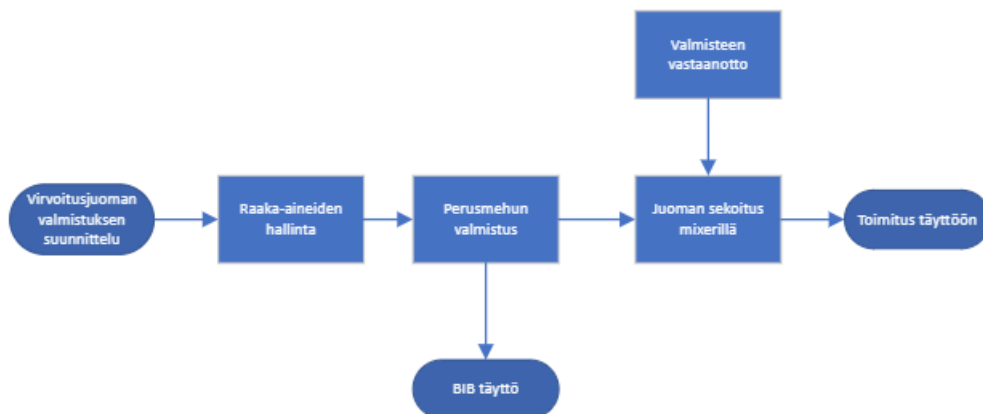 Valmisteen
vastaanotto
Virvoitusjuoman
valmistuksen
suunnittelu
Raaka-aineiden
hallinta
Perusmehun
valmistus
Juoman sekoitus
mixerillä
Toimitus täyttöön
BIB täyttö